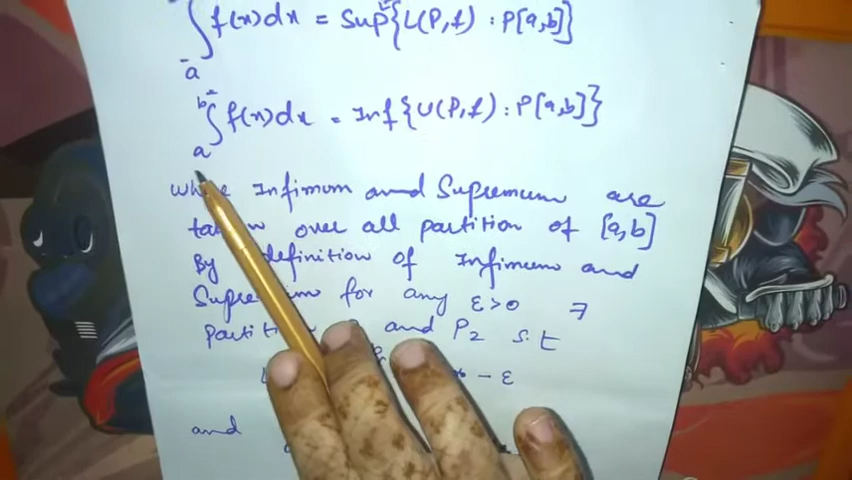 ∫ f(x)dx = Sup{L(P,f) : P[a,b]}
a
b
∫ f(x)dx = Inf{U(P,f) : P[a,b]}
a
Infimum and Supremum are
over all partition of [a,b]
By definition of Infimum and
for any ε>0 ∃
and P2 s.t
- ε
and